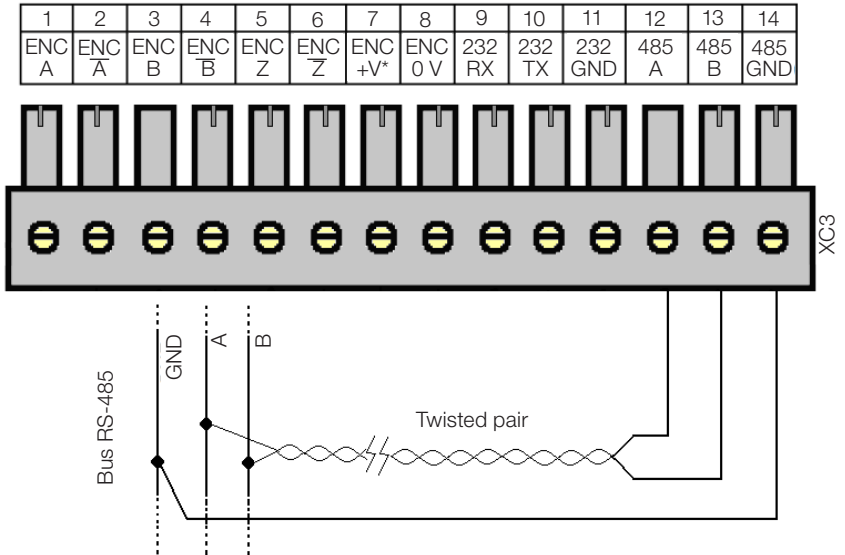 1 2 3 4 5 6 7 8 9 10 11 12 13 14
ENC ENC ENC ENC ENC ENC ENC ENC 232 232 232 485 485 485
A A̅ B B̅ Z Z̅ +V* 0 V RX TX GND A B GND
XC3
GND
A
B
Bus RS-485
Twisted pair